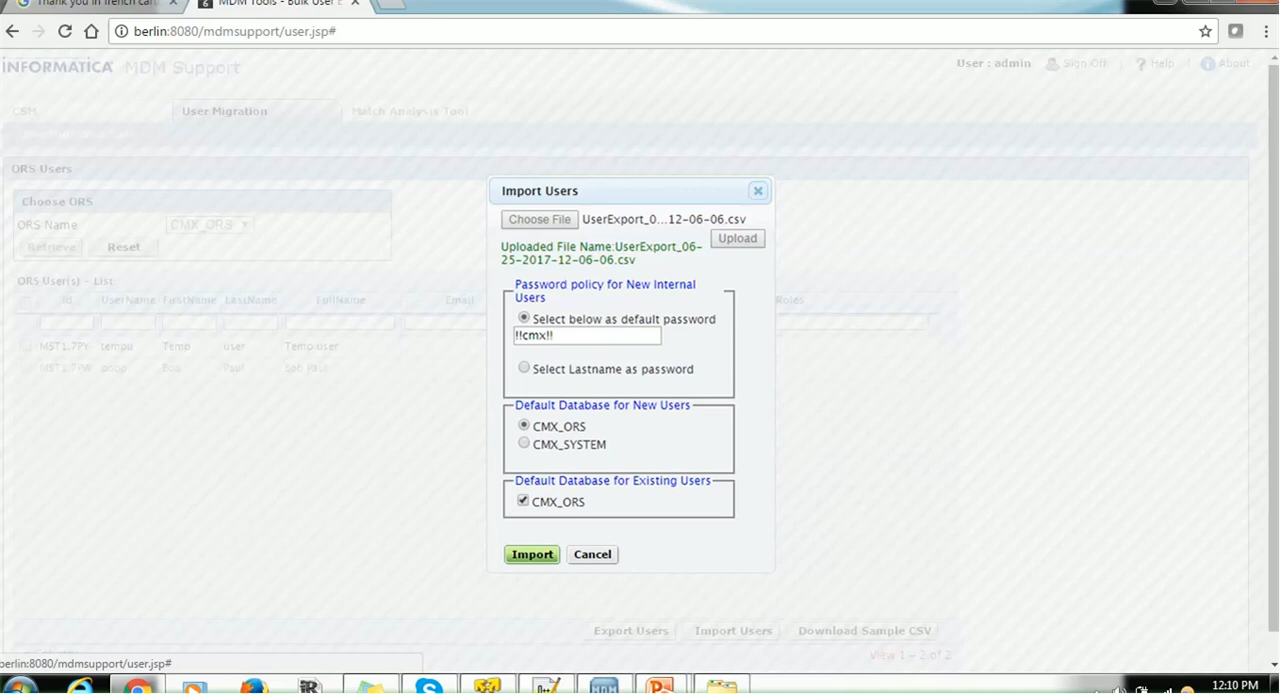 Thank you in french can
MDM Tools - Bulk User E
berlin:8080/mdmsupport/user.jsp#
INFORMATICA MDM Support
User : admin Sign Off Help About
CSM User Migration Match Analysis Tool
ORS Users
Choose ORS
ORS Name CMX_ORS
Retrieve Reset
ORS User(s) - List
Id UserName FirstName LastName FullName Email Roles
MST1.7PY tempu Temp user Temp user
MST1.7PW Paul
Import Users
Choose File UserExport_0...12-06-06.csv
Upload
Uploaded File Name:UserExport_06-
25-2017-12-06-06.csv
Password policy for New Internal
Users
Select below as default password
!!cmx!!
Select Lastname as password
Default Database for New Users
CMX_ORS
CMX_SYSTEM
Default Database for Existing Users
CMX_ORS
Import Cancel
Export Users Import Users Download Sample CSV
View 1 - 2 of 2
berlin:8080/mdmsupport/user.jsp#
12:10 PM